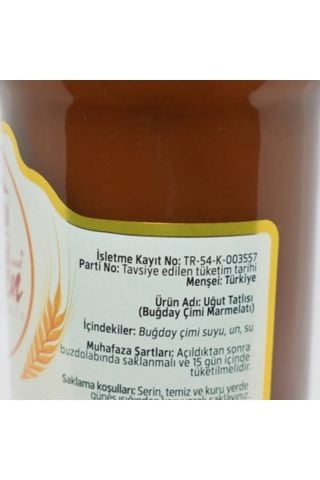 İşletme Kayıt No: TR-54-K-003557
Parti No: Tavsiye edilen tüketim tarihi
Menşei: Türkiye
Ürün Adı: Uğut Tatlısı
(Buğday Çimi Marmelatı)
İçindekiler: Buğday çimi suyu, un, su
Muhafaza Şartları: Açıldıktan sonra
buzdolabında saklanmalı ve 15 gün içinde
tüketilmelidir.
Saklama koşulları: Serin, temiz ve kuru yerde
güneş ışığından